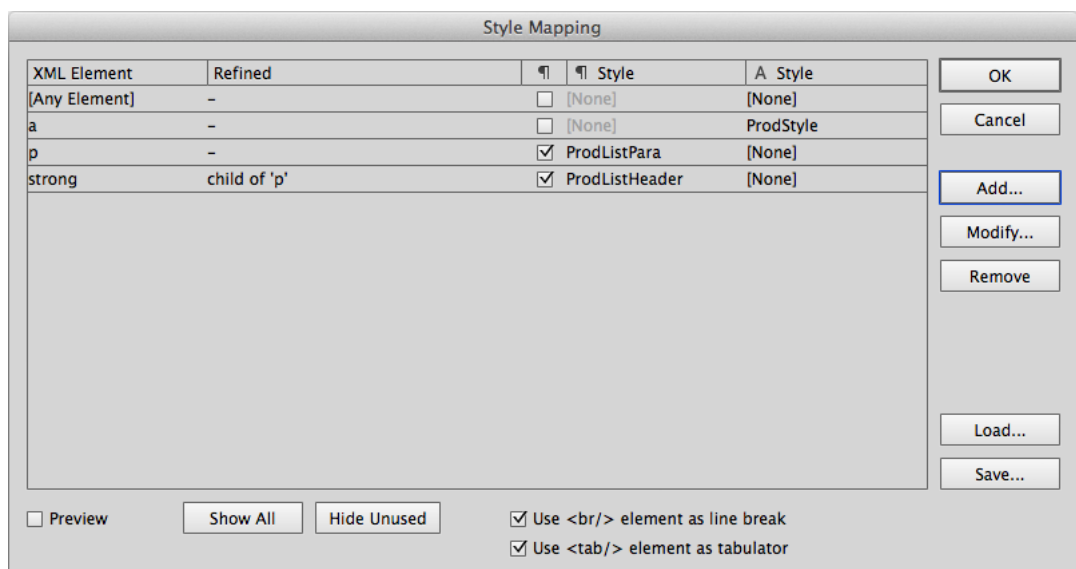 Style Mapping
XML Element Refined ¶ ¶ Style A Style
[Any Element] – [None] [None]
a – [None] ProdStyle
p – ProdListPara [None]
strong child of 'p' ProdListHeader [None]
OK
Cancel
Add...
Modify...
Remove
Load...
Save...
Preview Show All Hide Unused Use <br/> element as line break
Use <tab/> element as tabulator